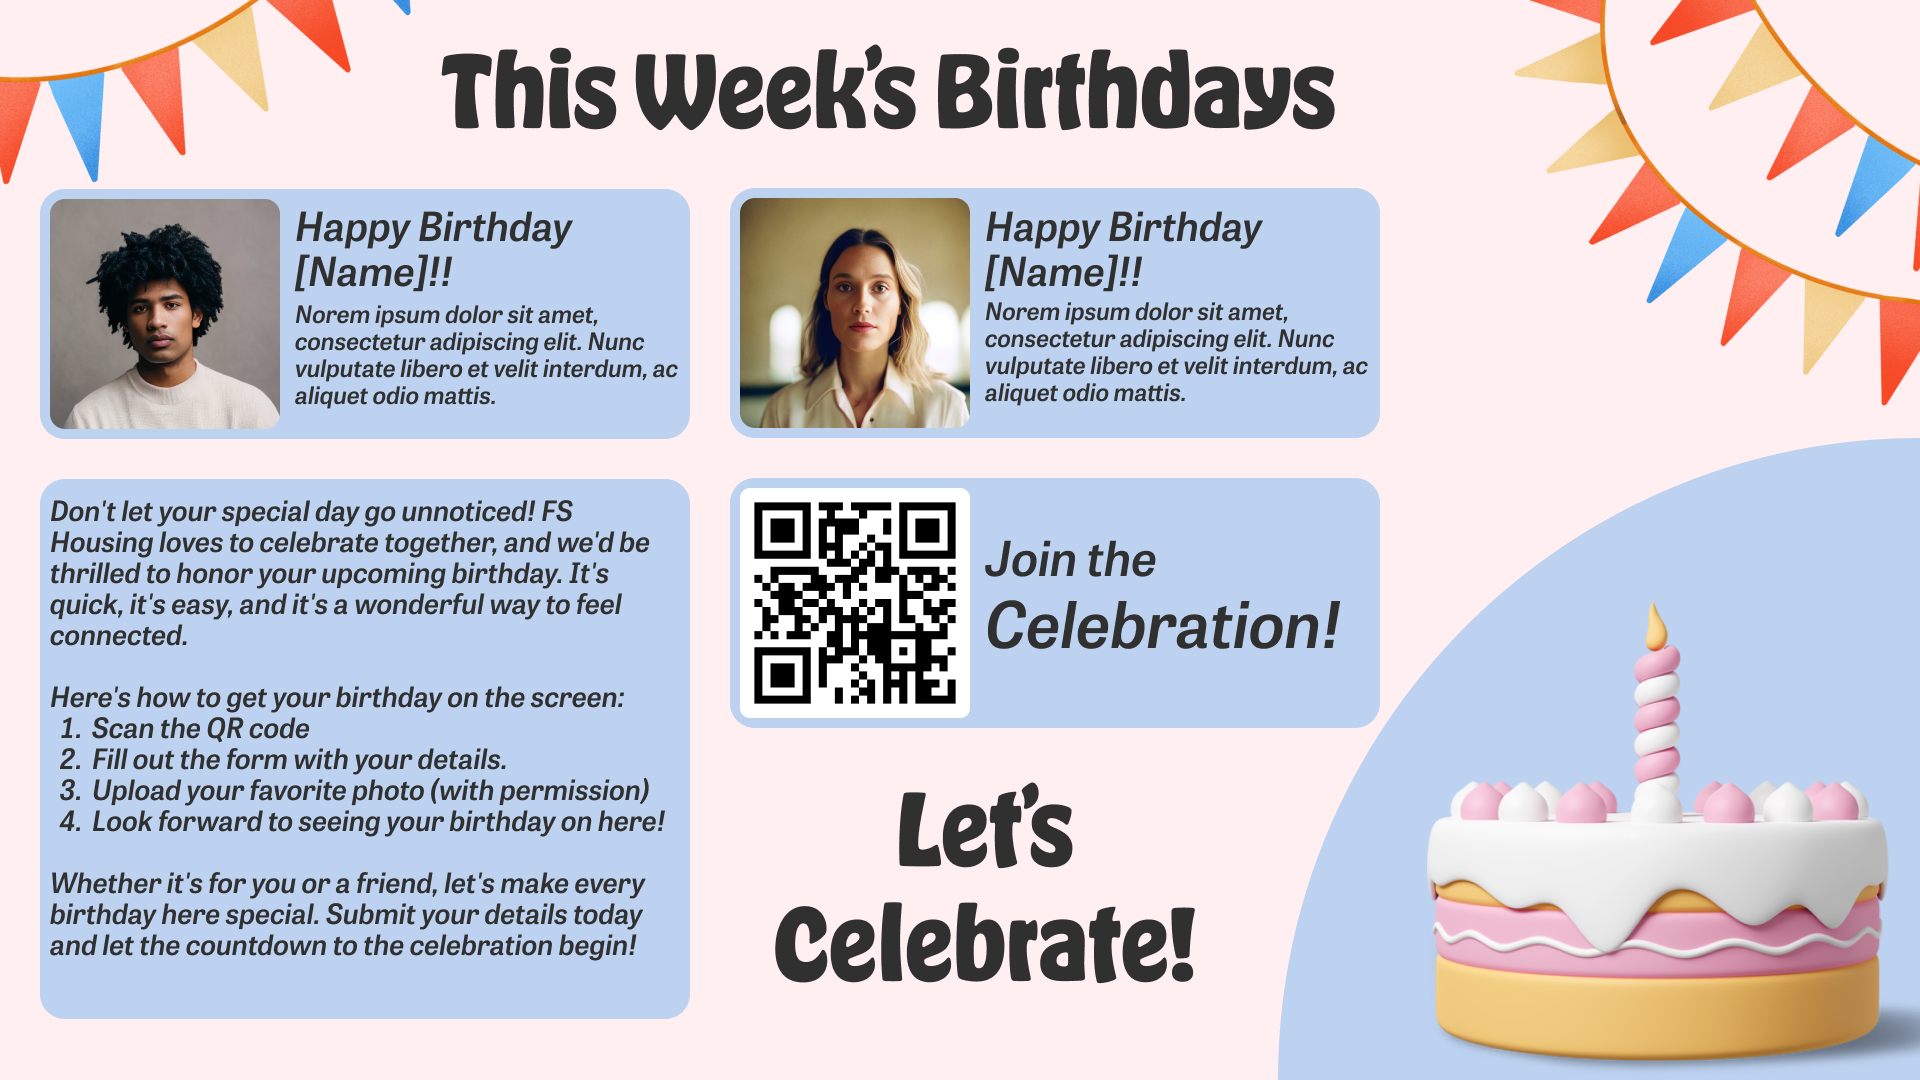 This Week's Birthdays
Happy Birthday
[Name]!!
Norem ipsum dolor sit amet,
consectetur adipiscing elit. Nunc
vulputate libero et velit interdum, ac
aliquet odio mattis.
Happy Birthday
[Name]!!
Norem ipsum dolor sit amet,
consectetur adipiscing elit. Nunc
vulputate libero et velit interdum, ac
aliquet odio mattis.
Don't let your special day go unnoticed! FS
Housing loves to celebrate together, and we'd be
thrilled to honor your upcoming birthday. It's
quick, it's easy, and it's a wonderful way to feel
connected.
Here's how to get your birthday on the screen:
1. Scan the QR code
2. Fill out the form with your details.
3. Upload your favorite photo (with permission)
4. Look forward to seeing your birthday on here!
Whether it's for you or a friend, let's make every
birthday here special. Submit your details today
and let the countdown to the celebration begin!
Join the
Celebration!
Let's
Celebrate!